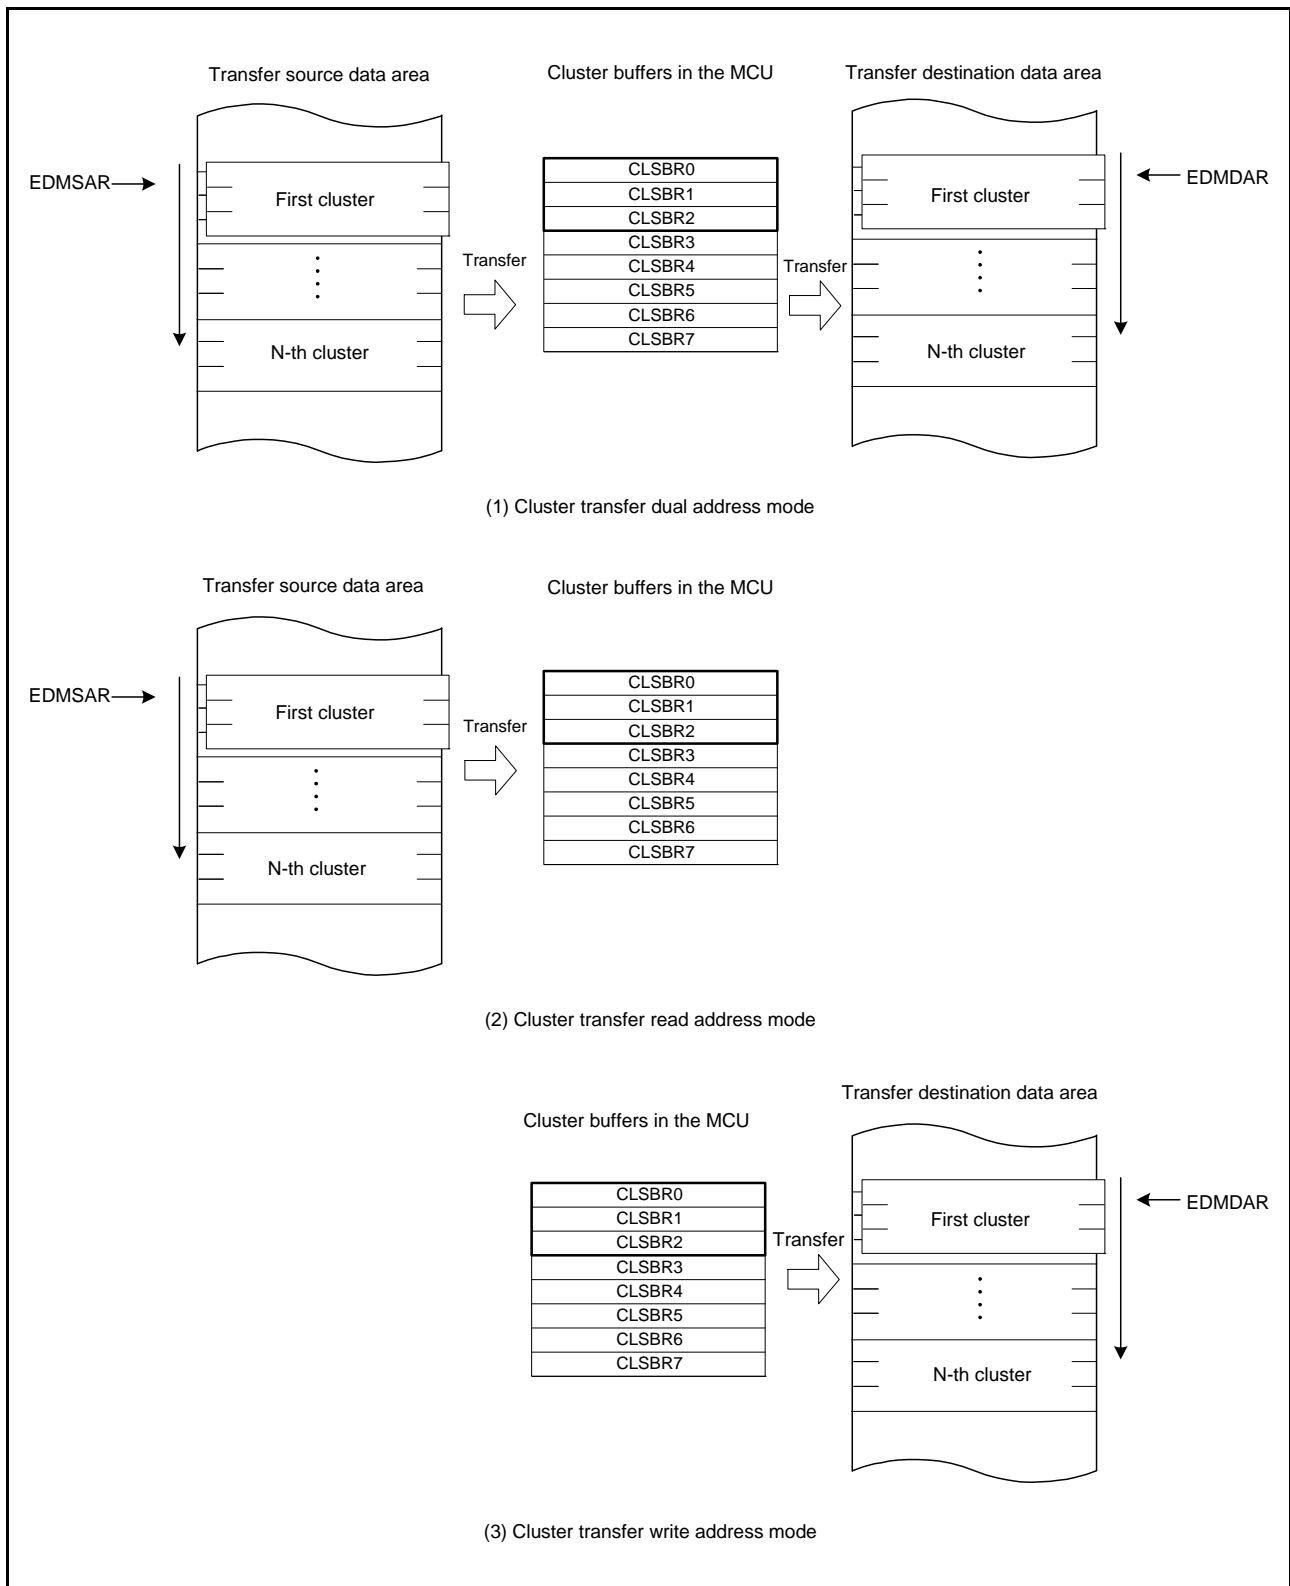 Transfer source data area
Cluster buffers in the MCU
Transfer destination data area
EDMSAR
First cluster
N-th cluster
Transfer
CLSBR0
CLSBR1
CLSBR2
CLSBR3
CLSBR4
CLSBR5
CLSBR6
CLSBR7
Transfer
First cluster
N-th cluster
EDMDAR
(1) Cluster transfer dual address mode
Transfer source data area
Cluster buffers in the MCU
EDMSAR
First cluster
N-th cluster
Transfer
CLSBR0
CLSBR1
CLSBR2
CLSBR3
CLSBR4
CLSBR5
CLSBR6
CLSBR7
(2) Cluster transfer read address mode
Transfer destination data area
Cluster buffers in the MCU
CLSBR0
CLSBR1
CLSBR2
CLSBR3
CLSBR4
CLSBR5
CLSBR6
CLSBR7
Transfer
First cluster
N-th cluster
EDMDAR
(3) Cluster transfer write address mode